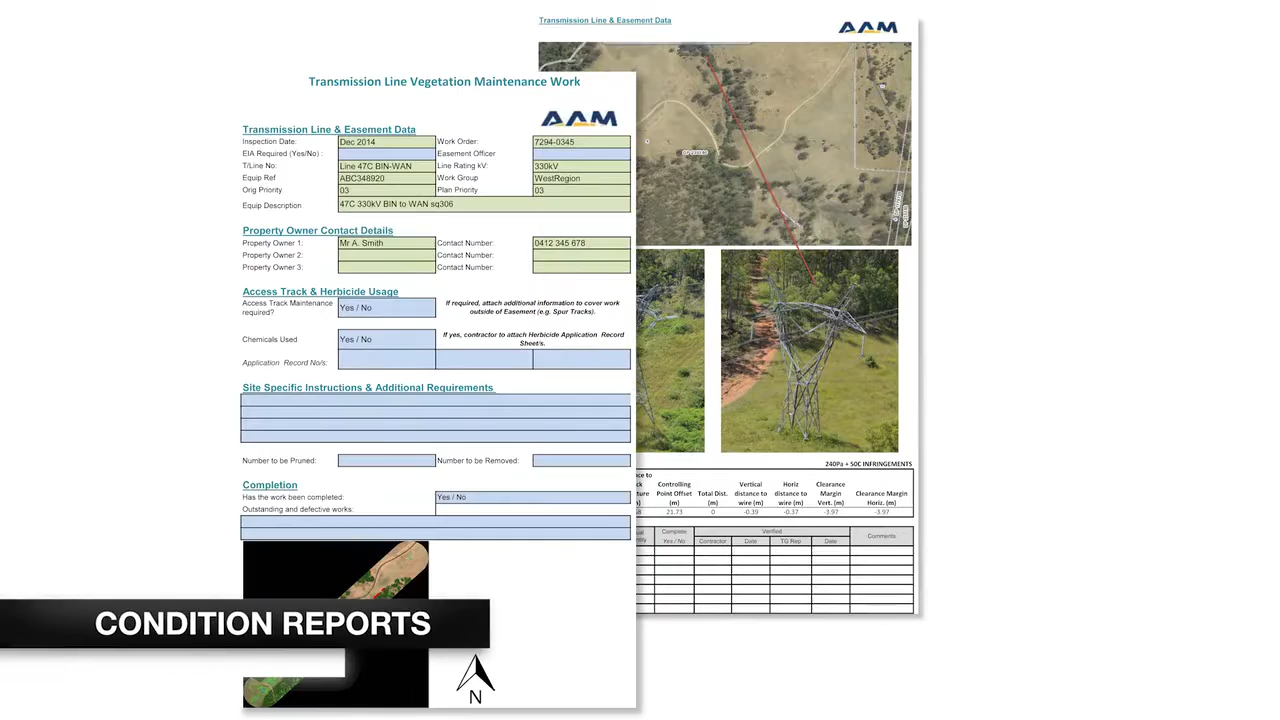 Transmission Line & Easement Data
AAM
Transmission Line Vegetation Maintenance Work
AAM
Transmission Line & Easement Data
Inspection Date: Dec 2014 Work Order: 7294-0345
EIA Required (Yes/No) : Easement Officer
T/Line No: Line 47C BIN-WAN Line Rating kV: 330kV
Equip Ref ABC348920 Work Group WestRegion
Orig Priority 03 Plan Priority 03
Equip Description 47C 330kV BIN to WAN sq306
Property Owner Contact Details
Property Owner 1: Mr A. Smith Contact Number: 0412 345 678
Property Owner 2: Contact Number:
Property Owner 3: Contact Number:
Access Track & Herbicide Usage
Access Track Maintenance
required?
Yes / No
If required, attach additional information to cover work
outside of Easement (e.g. Spur Tracks).
Chemicals Used Yes / No
If yes, contractor to attach Herbicide Application Record
Sheet/s.
Application Record No/s:
Site Specific Instructions & Additional Requirements
Number to be Pruned: Number to be Removed:
Completion
Has the work been completed: Yes / No
Outstanding and defective works:
N
240Pa + 50C INFRINGEMENTS
Controlling
Point Offset
(m)
Total Dist.
(m)
Vertical
distance to
wire (m)
Horiz
distance to
wire (m)
Clearance
Margin
Vert. (m)
Clearance Margin
Horiz. (m)
21.73 0 -0.39 -0.37 -3.97 -3.97
Complete
Yes / No
Verified
Contractor Date TG Rep Date
Comments
CONDITION REPORTS